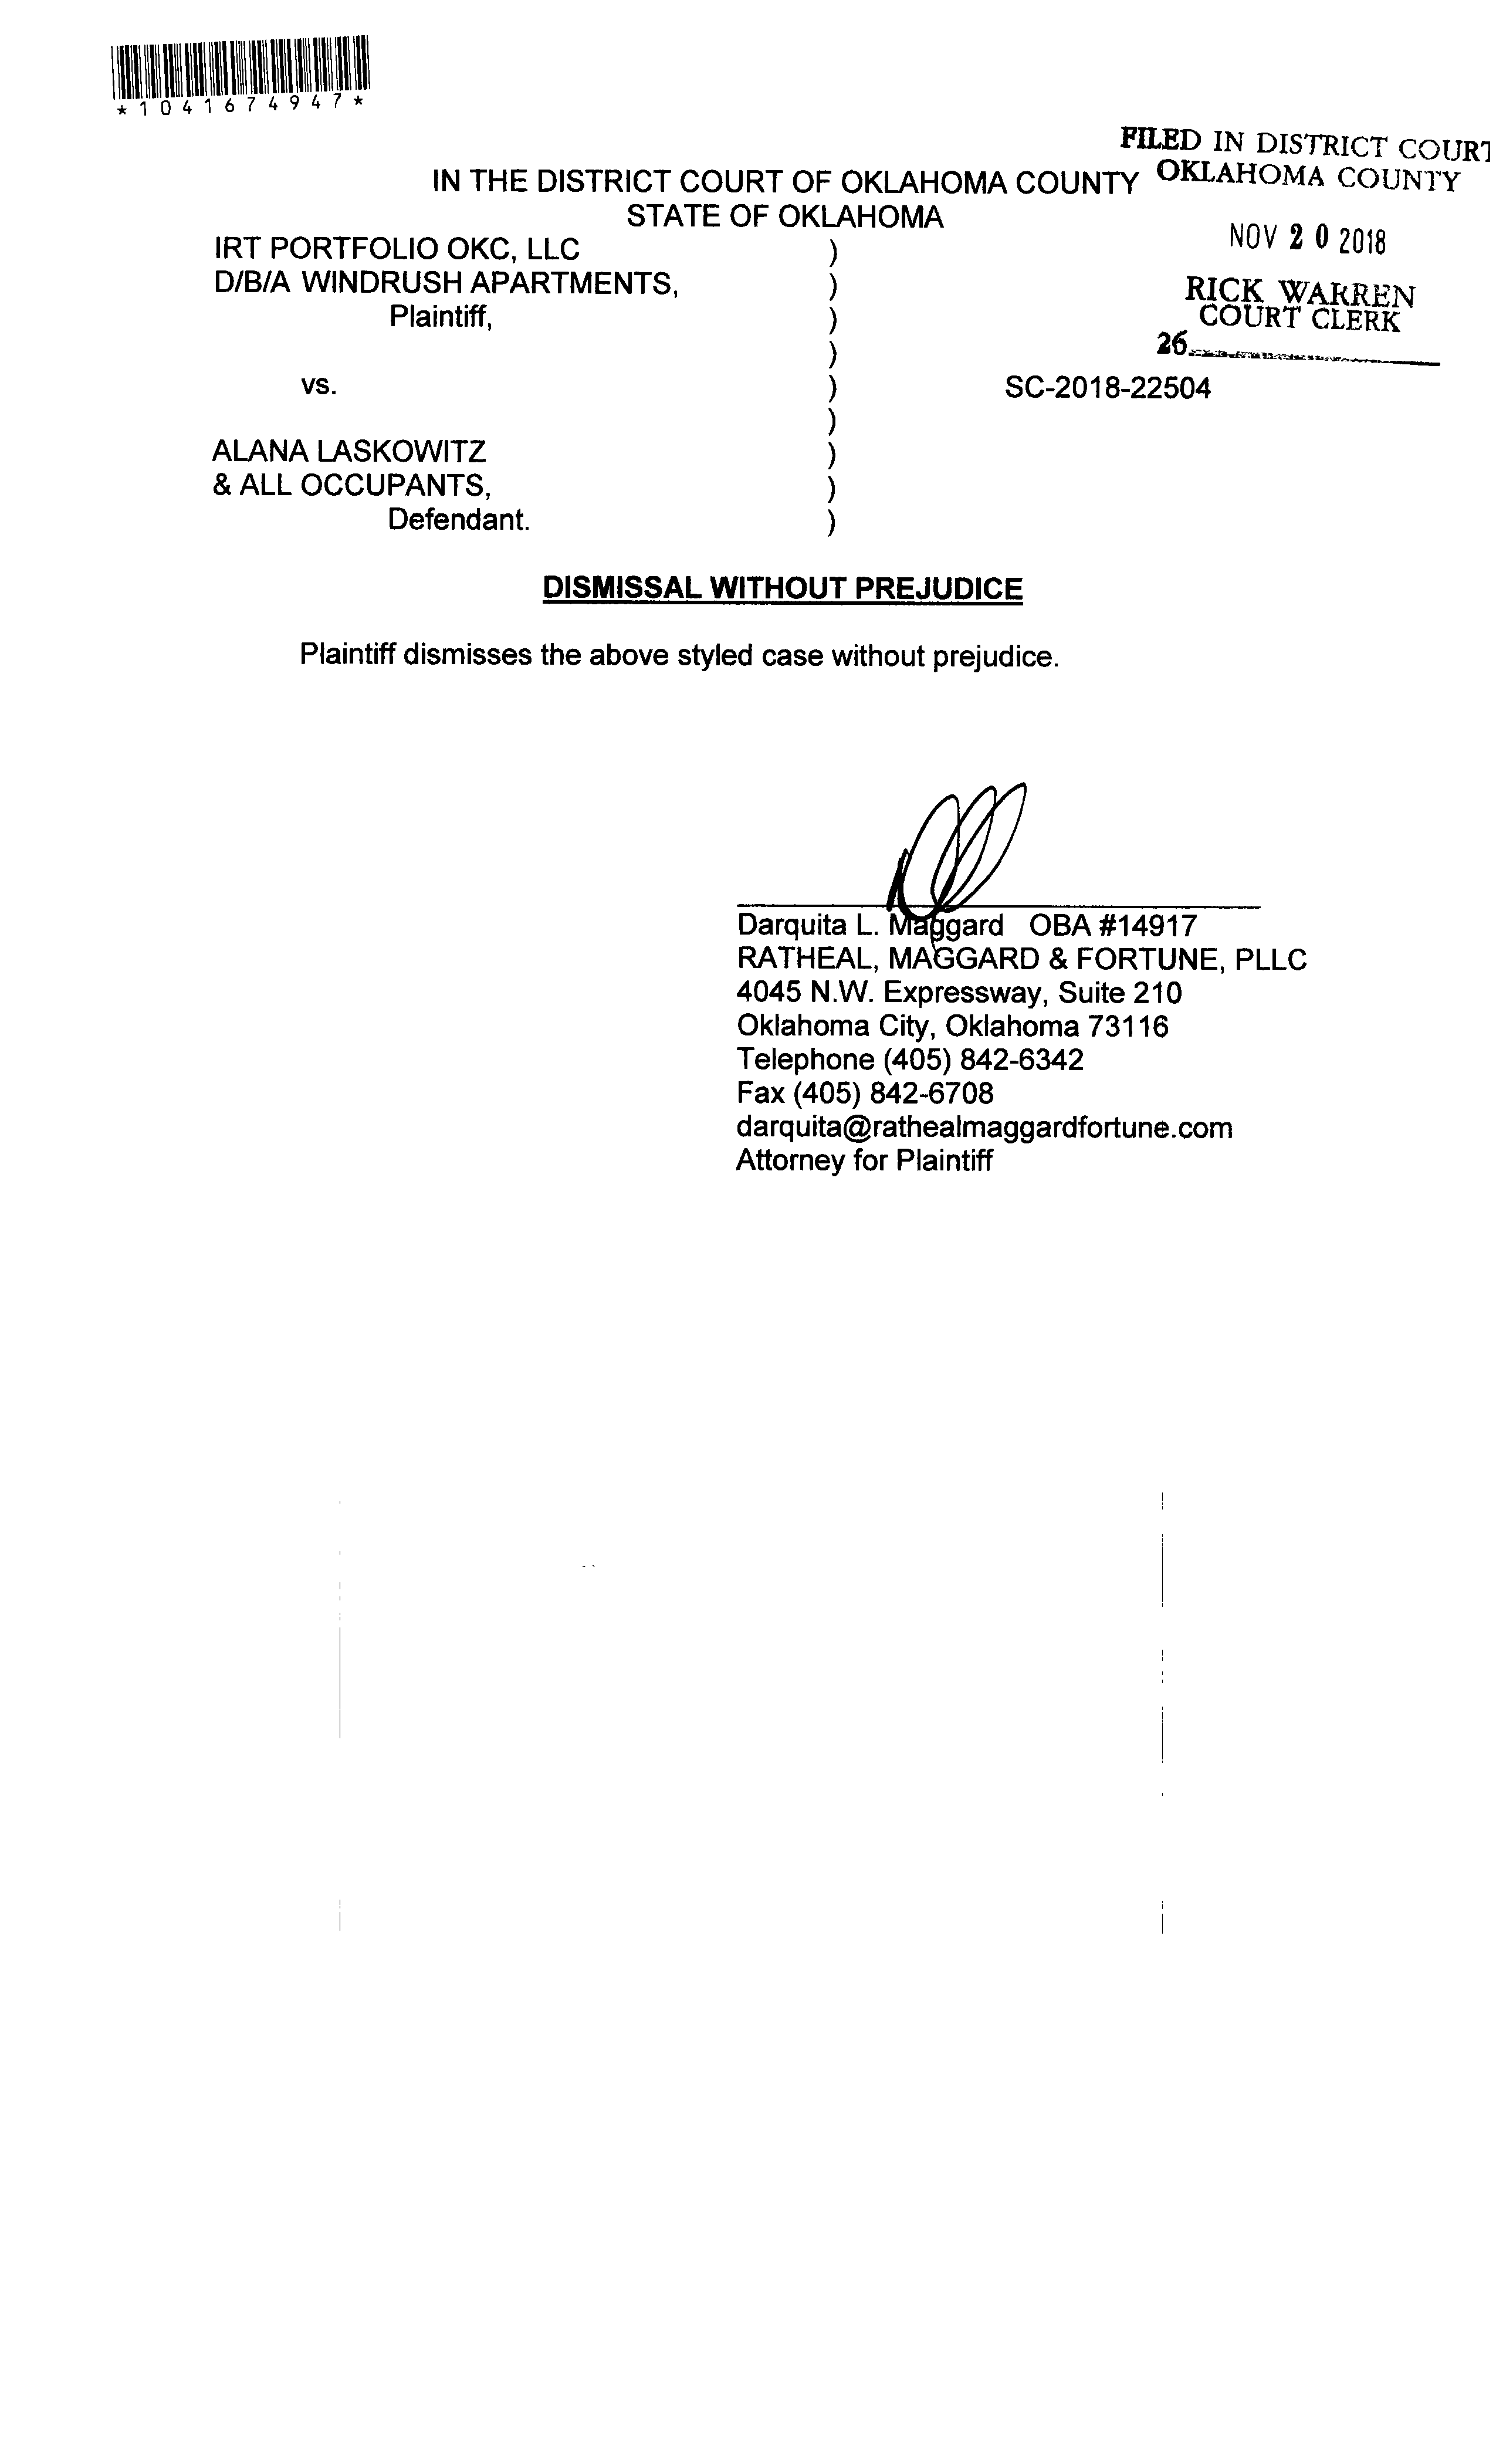 *1041674947*
FILED IN DISTRICT COURT
OKLAHOMA COUNTY
IN THE DISTRICT COURT OF OKLAHOMA COUNTY
STATE OF OKLAHOMA
NOV 20 2018
RICK WARREN
COURT CLERK
26
IRT PORTFOLIO OKC, LLC )
D/B/A WINDRUSH APARTMENTS, )
Plaintiff, )
)
vs. ) SC-2018-22504
)
ALANA LASKOWITZ )
& ALL OCCUPANTS, )
Defendant. )
DISMISSAL WITHOUT PREJUDICE
Plaintiff dismisses the above styled case without prejudice.
Darquita L. Maggard OBA #14917
RATHEAL, MAGGARD & FORTUNE, PLLC
4045 N.W. Expressway, Suite 210
Oklahoma City, Oklahoma 73116
Telephone (405) 842-6342
Fax (405) 842-6708
darquita@rathealmaggardfortune.com
Attorney for Plaintiff